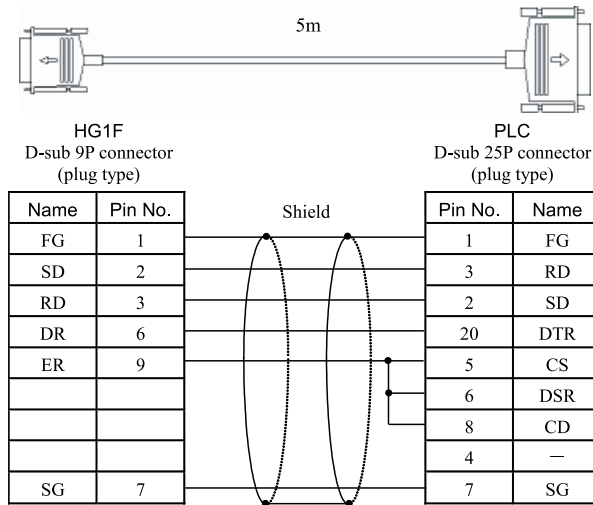 5m
HG1F
D-sub 9P connector
(plug type)
PLC
D-sub 25P connector
(plug type)
Name Pin No. Shield Pin No. Name
FG 1 1 FG
SD 2 3 RD
RD 3 2 SD
DR 6 20 DTR
ER 9 5 CS
6 DSR
8 CD
4 —
SG 7 7 SG